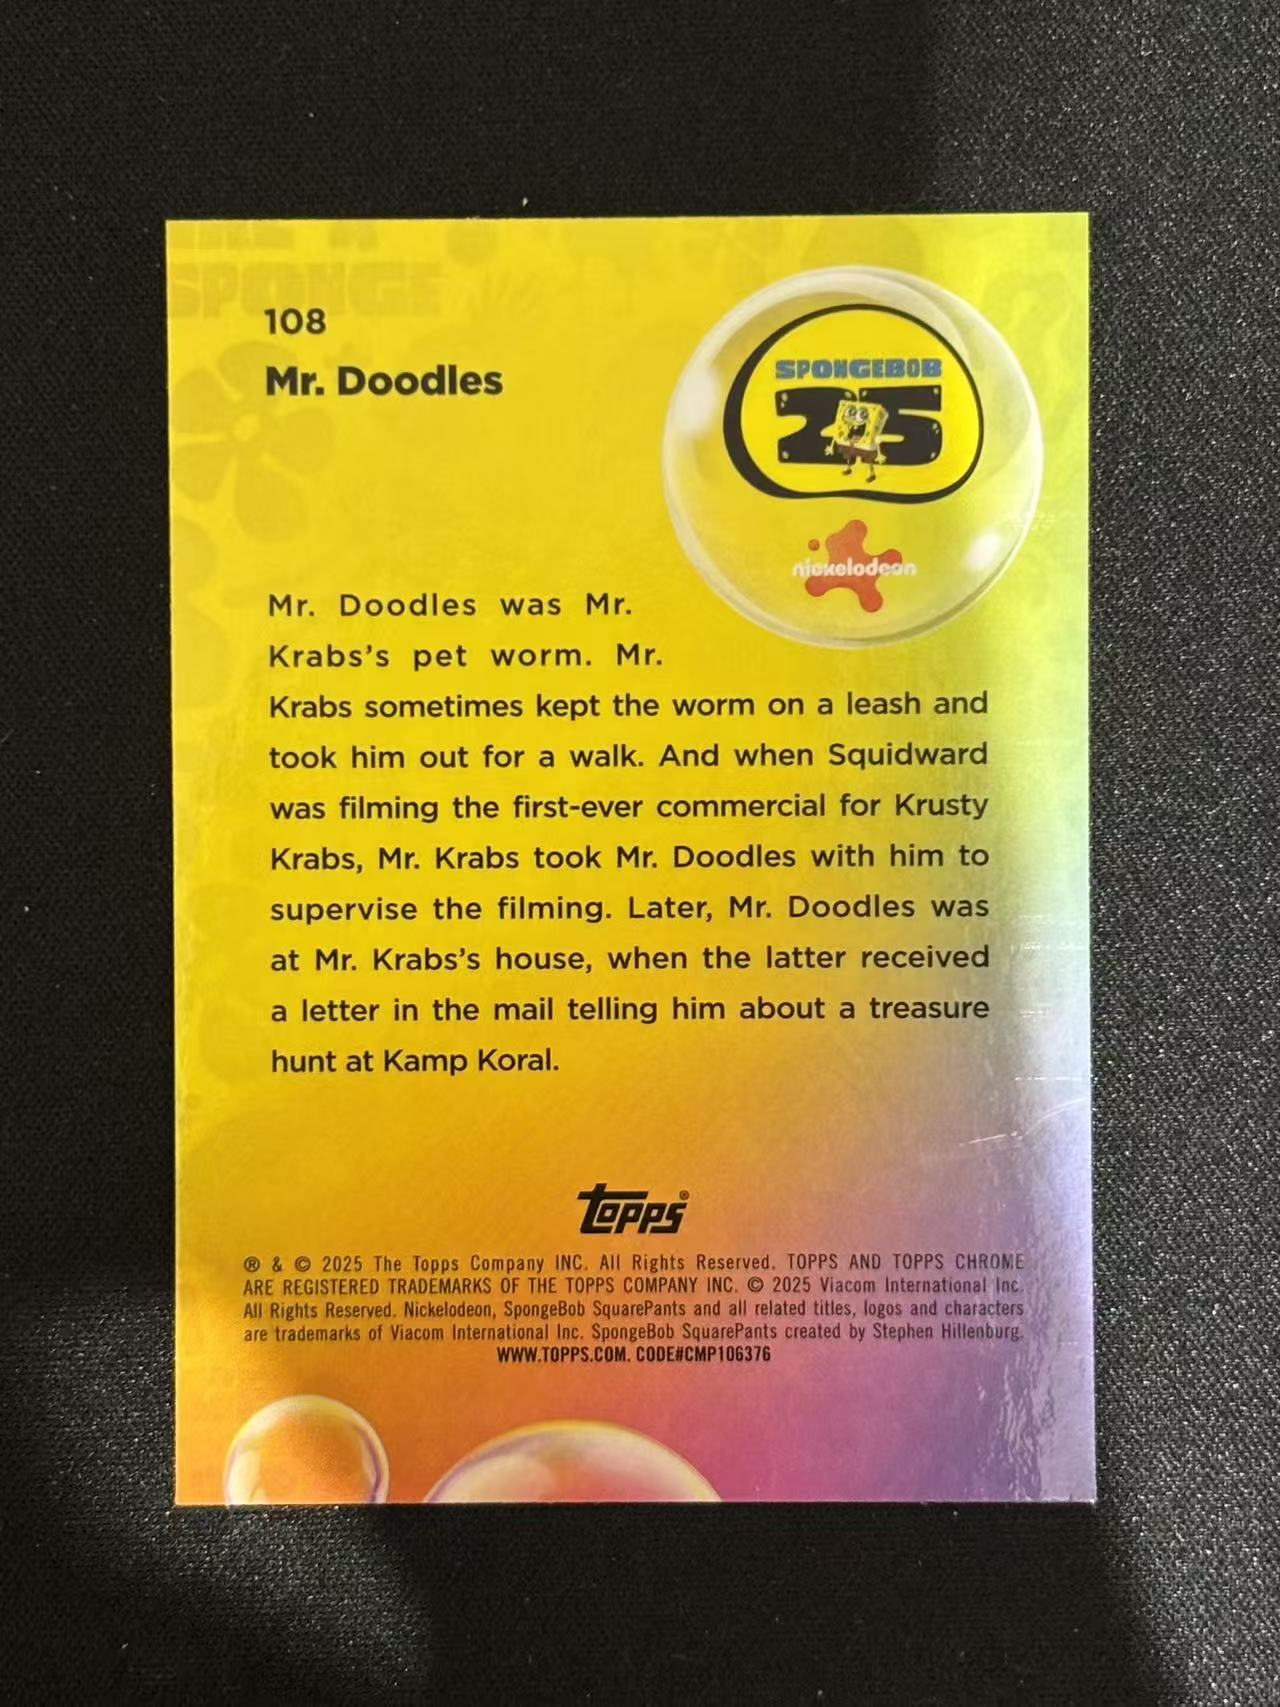 LIKE A
SPONGE
108
Mr. Doodles
SPONGEBOB
25
nickelodeon
Mr. Doodles was Mr.
Krabs’s pet worm. Mr.
Krabs sometimes kept the worm on a leash and
took him out for a walk. And when Squidward
was filming the first-ever commercial for Krusty
Krabs, Mr. Krabs took Mr. Doodles with him to
supervise the filming. Later, Mr. Doodles was
at Mr. Krabs’s house, when the latter received
a letter in the mail telling him about a treasure
hunt at Kamp Koral.
topps®
® & © 2025 The Topps Company INC. All Rights Reserved. TOPPS AND TOPPS CHROME
ARE REGISTERED TRADEMARKS OF THE TOPPS COMPANY INC. © 2025 Viacom International Inc.
All Rights Reserved. Nickelodeon, SpongeBob SquarePants and all related titles, logos and characters
are trademarks of Viacom International Inc. SpongeBob SquarePants created by Stephen Hillenburg.
WWW.TOPPS.COM. CODE#CMP106376